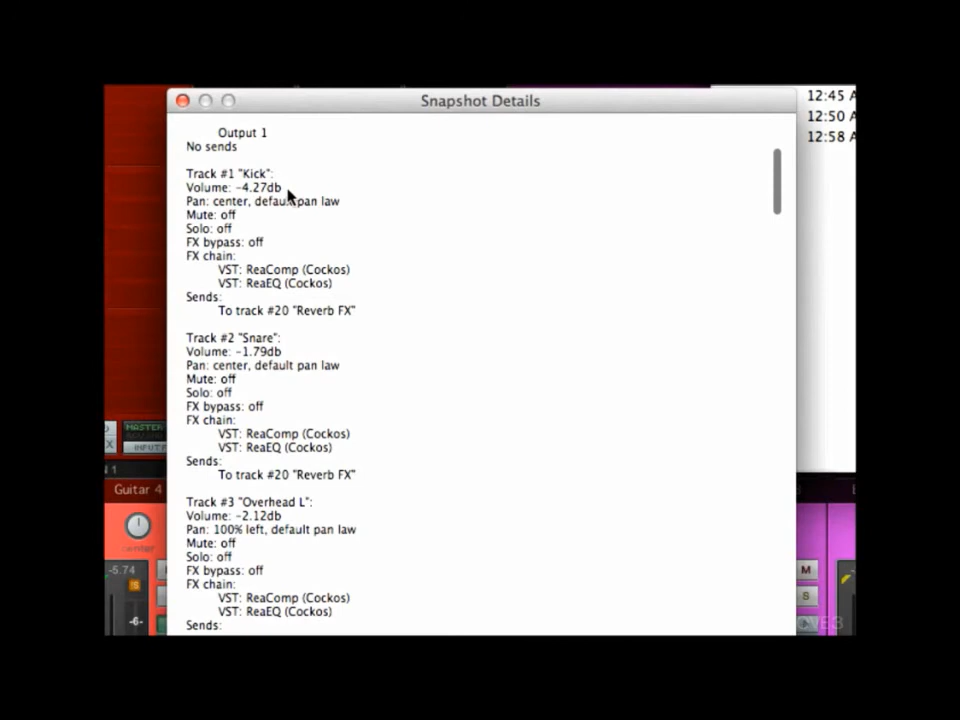 Snapshot Details
12:45 A
12:50 A
12:58 A
Output 1
No sends
Track #1 "Kick":
Volume: -4.27db
Pan: center, default pan law
Mute: off
Solo: off
FX bypass: off
FX chain:
VST: ReaComp (Cockos)
VST: ReaEQ (Cockos)
Sends:
To track #20 "Reverb FX"
Track #2 "Snare":
Volume: -1.79db
Pan: center, default pan law
Mute: off
Solo: off
FX bypass: off
FX chain:
VST: ReaComp (Cockos)
VST: ReaEQ (Cockos)
Sends:
To track #20 "Reverb FX"
Track #3 "Overhead L":
Volume: -2.12db
Pan: 100% left, default pan law
Mute: off
Solo: off
FX bypass: off
FX chain:
VST: ReaComp (Cockos)
VST: ReaEQ (Cockos)
Sends:
MASTER
INPUT
Guitar 4
center
-5.74
-6-
M
S